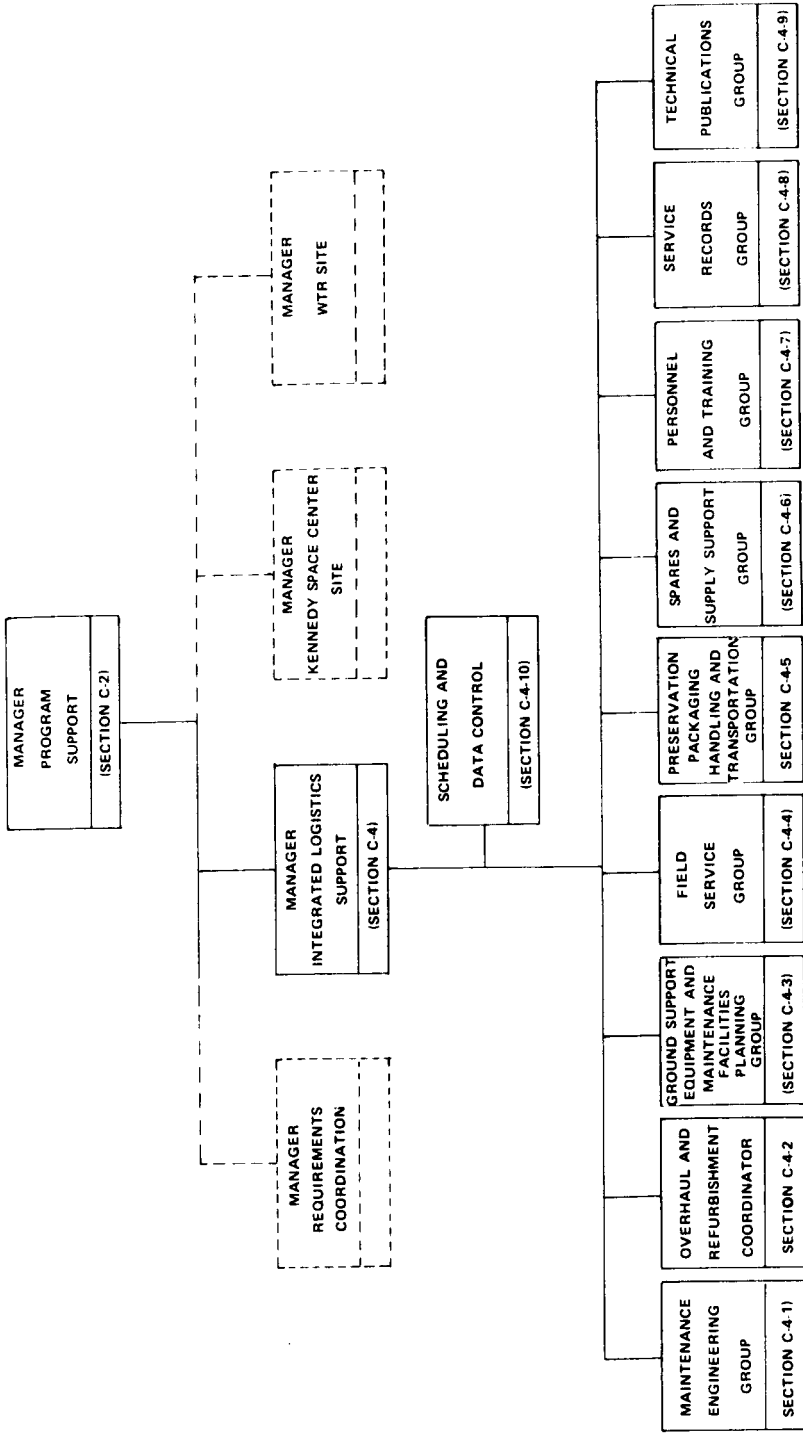 MANAGER
PROGRAM
SUPPORT
(SECTION C-2)
MANAGER
REQUIREMENTS
COORDINATION
MANAGER
INTEGRATED LOGISTICS
SUPPORT
(SECTION C-4)
MANAGER
KENNEDY SPACE CENTER
SITE
MANAGER
WTR SITE
SCHEDULING AND
DATA CONTROL
(SECTION C-4-10)
MAINTENANCE
ENGINEERING
GROUP
SECTION C-4-1)
OVERHAUL AND
REFURBISHMENT
COORDINATOR
SECTION C-4-2
GROUND SUPPORT
EQUIPMENT AND
MAINTENANCE
FACILITIES
PLANNING
GROUP
(SECTION C-4-3)
FIELD
SERVICE
GROUP
(SECTION C-4-4)
PRESERVATION
PACKAGING
HANDLING AND
TRANSPORTATION
GROUP
SECTION C-4-5
SPARES AND
SUPPLY SUPPORT
GROUP
(SECTION C-4-6)
PERSONNEL
AND TRAINING
GROUP
(SECTION C-4-7)
SERVICE
RECORDS
GROUP
(SECTION C-4-8)
TECHNICAL
PUBLICATIONS
GROUP
(SECTION C-4-9)